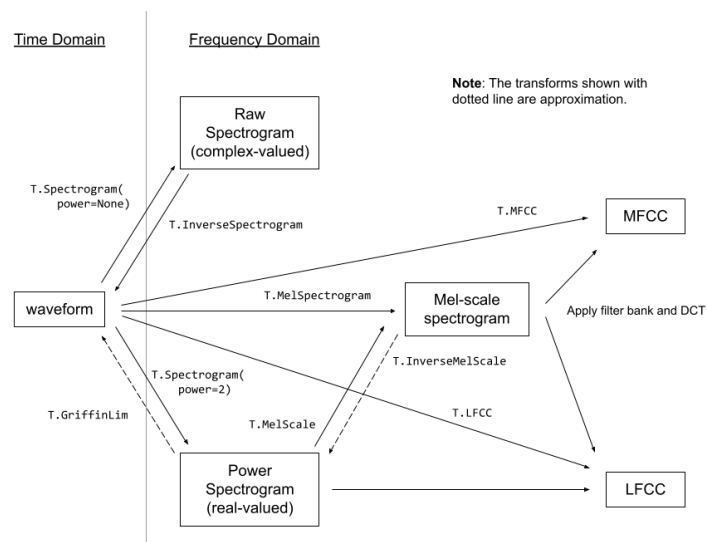 Time Domain
Frequency Domain
Note: The transforms shown with
dotted line are approximation.
Raw
Spectrogram
(complex-valued)
T.Spectrogram(
power=None)
T.InverseSpectrogram
T.MFCC
MFCC
waveform
T.MelSpectrogram
Mel-scale
spectrogram
Apply filter bank and DCT
T.Spectrogram(
power=2)
T.InverseMelScale
T.GriffinLim
T.MelScale
T.LFCC
Power
Spectrogram
(real-valued)
LFCC